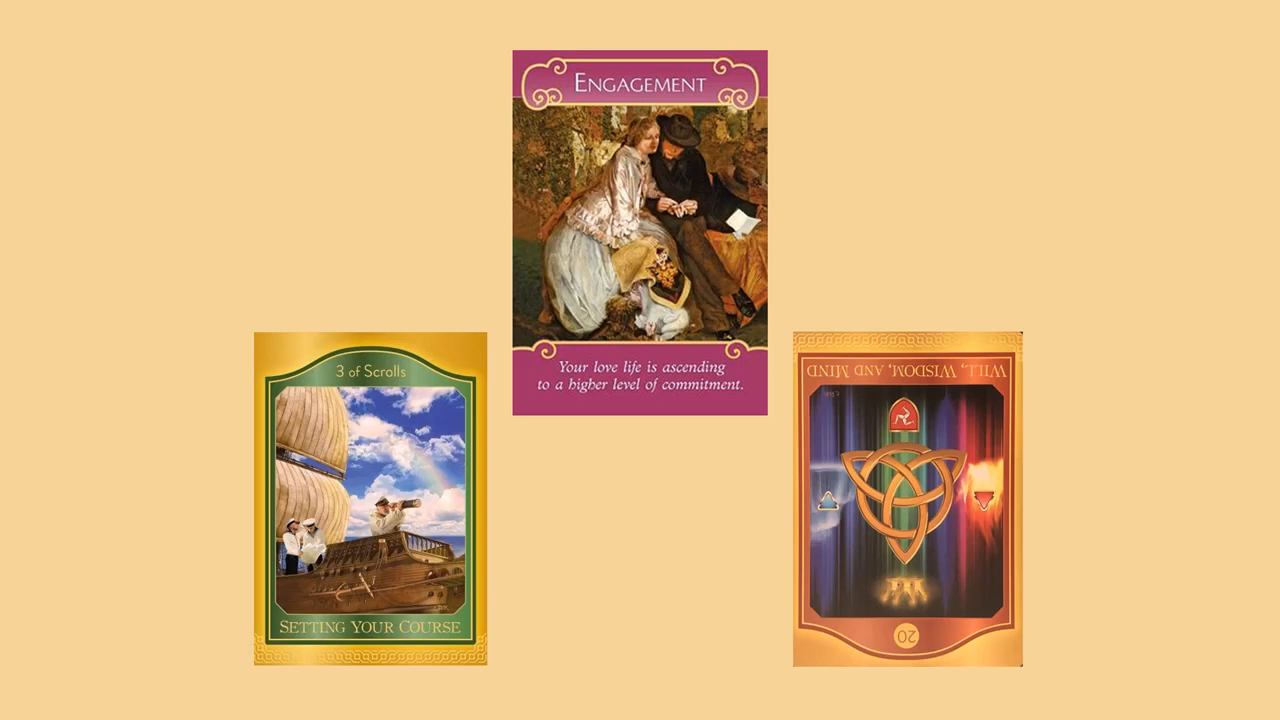 ENGAGEMENT
Your love life is ascending
to a higher level of commitment.
3 of Scrolls
SETTING YOUR COURSE
WILL, WISDOM, AND MIND
20